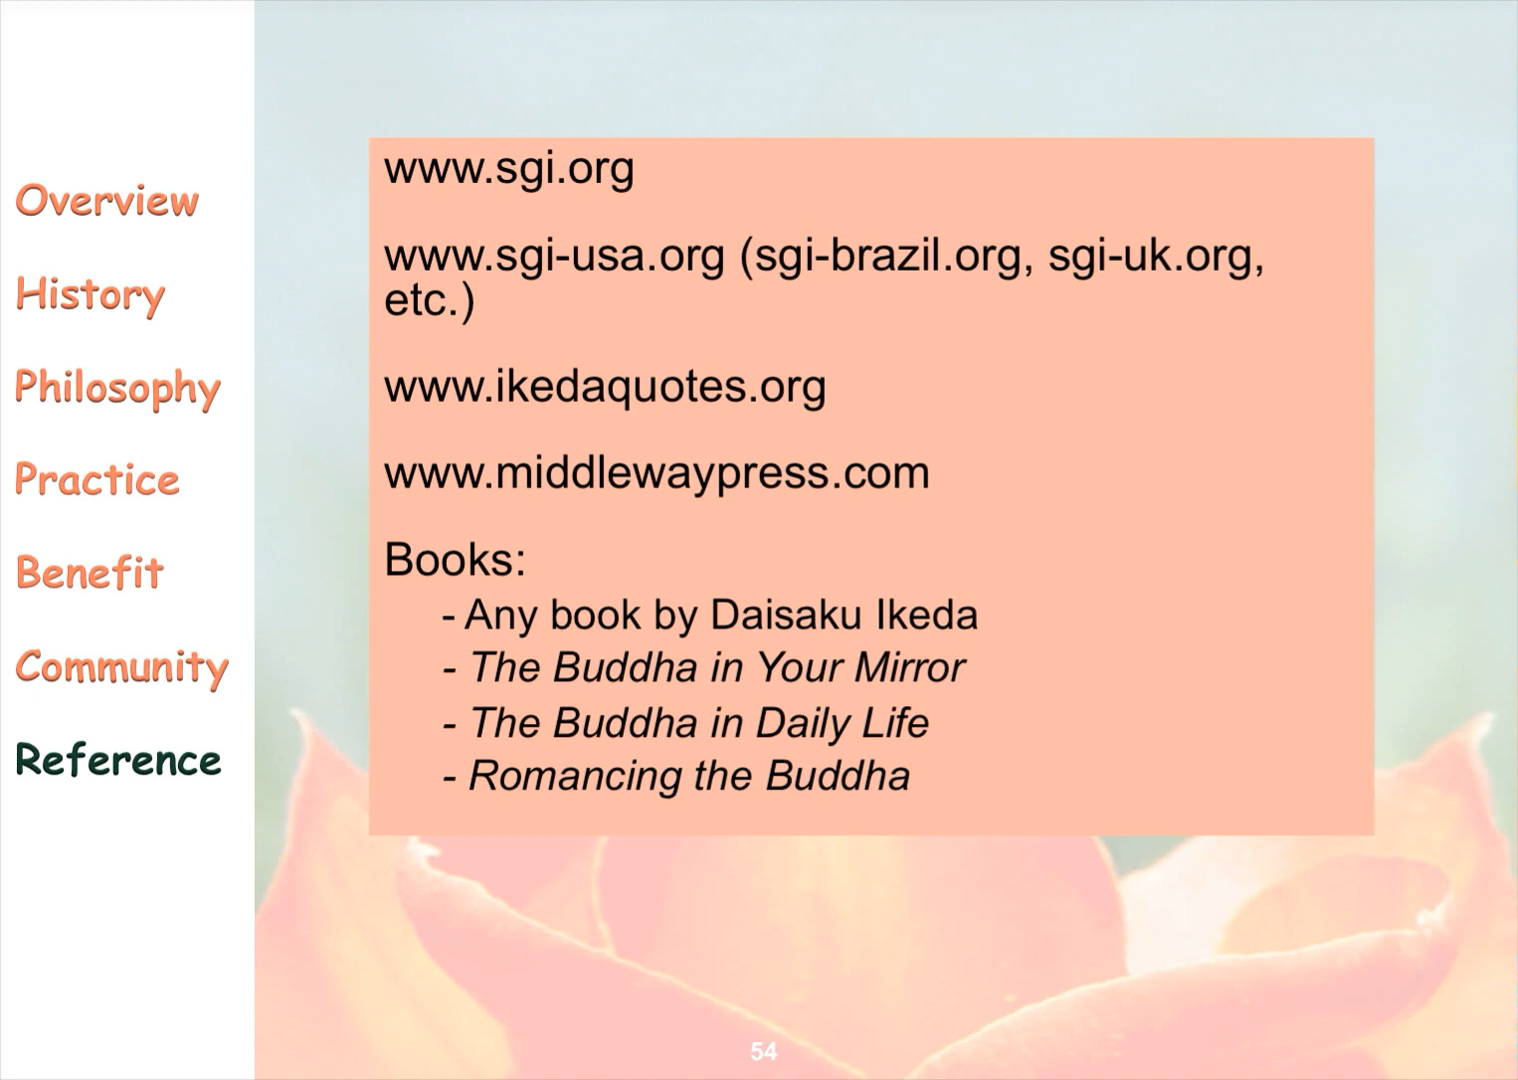 Overview
History
Philosophy
Practice
Benefit
Community
Reference
www.sgi.org
www.sgi-usa.org (sgi-brazil.org, sgi-uk.org,
etc.)
www.ikedaquotes.org
www.middlewaypress.com
Books:
- Any book by Daisaku Ikeda
- The Buddha in Your Mirror
- The Buddha in Daily Life
- Romancing the Buddha
54